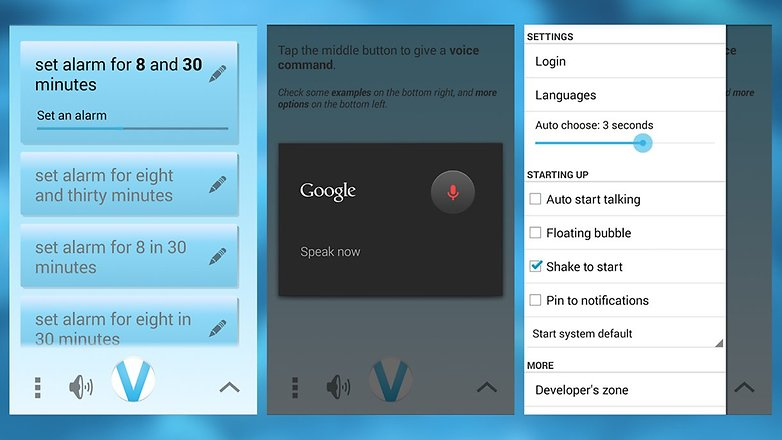 set alarm for 8 and 30
minutes
Set an alarm
set alarm for eight
and thirty minutes
set alarm for 8 in 30
minutes
set alarm for eight in
30 minutes
V
Tap the middle button to give a voice
command.
Check some examples on the bottom right, and more
options on the bottom left.
Google
Speak now
V
SETTINGS
Login
Languages
Auto choose: 3 seconds
STARTING UP
Auto start talking
Floating bubble
Shake to start
Pin to notifications
Start system default
MORE
Developer's zone
ice
nd more